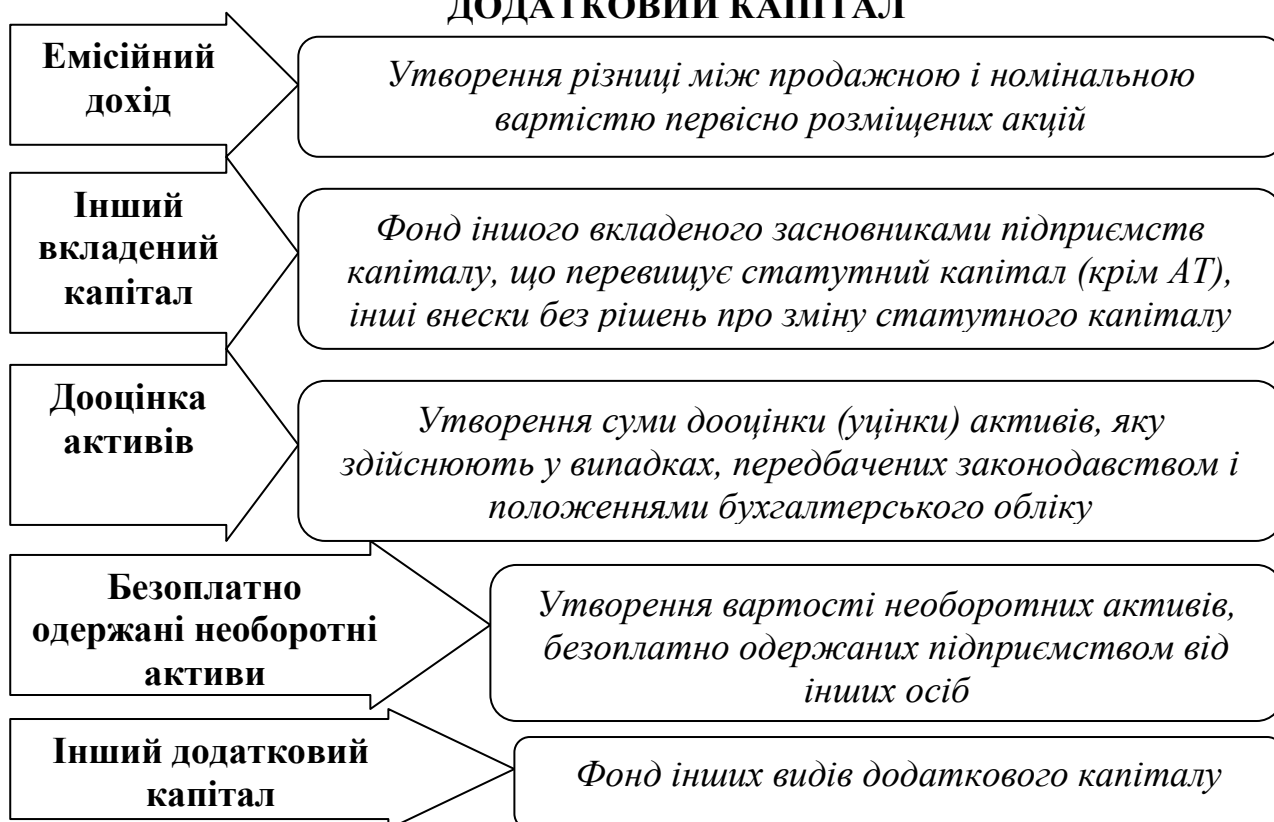 ДОДАТКОВИЙ КАПІТАЛ
Емісійний
дохід
Утворення різниці між продажною і номінальною
вартістю первісно розміщених акцій
Інший
вкладений
капітал
Фонд іншого вкладеного засновниками підприємств
капіталу, що перевищує статутний капітал (крім АТ),
інші внески без рішень про зміну статутного капіталу
Дооцінка
активів
Утворення суми дооцінки (уцінки) активів, яку
здійснюють у випадках, передбачених законодавством і
положеннями бухгалтерського обліку
Безоплатно
одержані необоротні
активи
Утворення вартості необоротних активів,
безоплатно одержаних підприємством від
інших осіб
Інший додатковий
капітал
Фонд інших видів додаткового капіталу